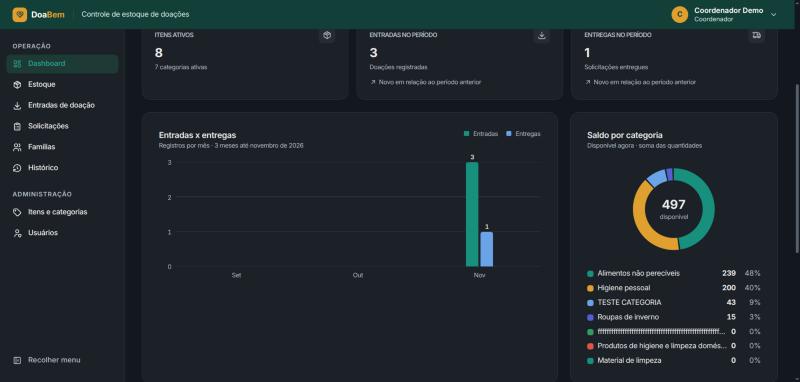 DoaBem
Controle de estoque de doações
C
Coordenador Demo
Coordenador
OPERAÇÃO
Dashboard
Estoque
Entradas de doação
Solicitações
Famílias
Histórico
ADMINISTRAÇÃO
Itens e categorias
Usuários
Recolher menu
ITENS ATIVOS
8
7 categorias ativas
ENTRADAS NO PERÍODO
3
Doações registradas
Novo em relação ao período anterior
ENTREGAS NO PERÍODO
1
Solicitações entregues
Novo em relação ao período anterior
Entradas x entregas
Registros por mês · 3 meses até novembro de 2026
Entradas
Entregas
3
2
1
0
3
1
Set
Out
Nov
Saldo por categoria
Disponível agora · soma das quantidades
497
disponível
Alimentos não perecíveis 239 48%
Higiene pessoal 200 40%
TESTE CATEGORIA 43 9%
Roupas de inverno 15 3%
0 0%
Produtos de higiene e limpeza domés... 0 0%
Material de limpeza 0 0%